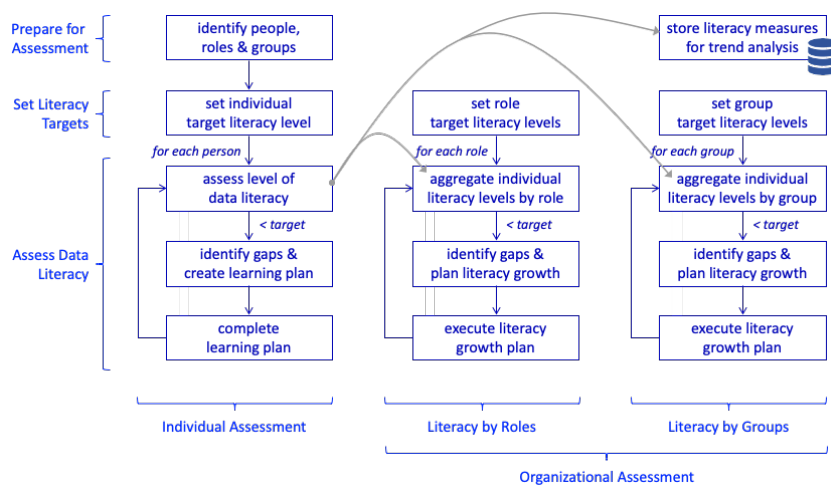 Prepare for
Assessment
identify people,
roles & groups
store literacy measures
for trend analysis
Set Literacy
Targets
set individual
target literacy level
set role
target literacy levels
set group
target literacy levels
for each person
for each role
for each group
Assess Data
Literacy
assess level of
data literacy
aggregate individual
literacy levels by role
aggregate individual
literacy levels by group
< target
< target
< target
identify gaps &
create learning plan
identify gaps &
plan literacy growth
identify gaps &
plan literacy growth
complete
learning plan
execute literacy
growth plan
execute literacy
growth plan
Individual Assessment
Literacy by Roles
Literacy by Groups
Organizational Assessment